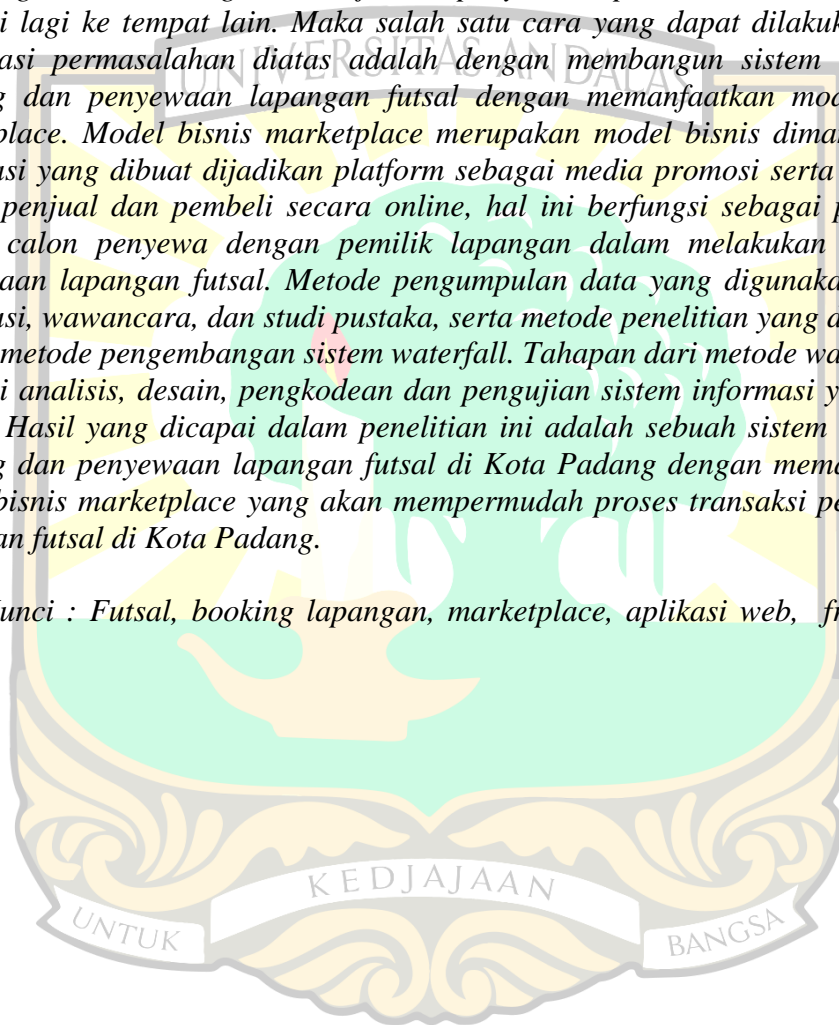 i lagi ke tempat lain. Maka salah satu cara yang dapat dilakuk
asi permasalahan diatas adalah dengan membangun sistem
UNIVERSITAS ANDALAS
g dan penyewaan lapangan futsal dengan memanfaatkan mod
place. Model bisnis marketplace merupakan model bisnis dima
asi yang dibuat dijadikan platform sebagai media promosi serta
penjual dan pembeli secara online, hal ini berfungsi sebagai p
calon penyewa dengan pemilik lapangan dalam melakukan
aan lapangan futsal. Metode pengumpulan data yang digunaka
asi, wawancara, dan studi pustaka, serta metode penelitian yang d
metode pengembangan sistem waterfall. Tahapan dari metode wa
i analisis, desain, pengkodean dan pengujian sistem informasi y
Hasil yang dicapai dalam penelitian ini adalah sebuah sistem
g dan penyewaan lapangan futsal di Kota Padang dengan mema
bisnis marketplace yang akan mempermudah proses transaksi pe
an futsal di Kota Padang.
unci : Futsal, booking lapangan, marketplace, aplikasi web, fr
KEDJAJAAN
UNTUK
BANGSA